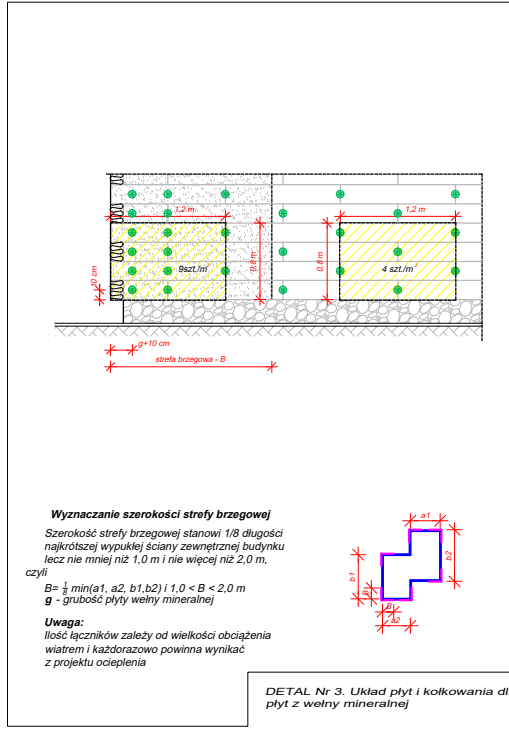 1,2 m
1,2 m
9szt./m²
0,8 m
0,8 m
4 szt./m²
10 cm
g+10 cm
strefa brzegowa - B
Wyznaczanie szerokości strefy brzegowej
Szerokość strefy brzegowej stanowi 1/8 długości
najkrótszej wypukłej ściany zewnętrznej budynku
lecz nie mniej niż 1,0 m i nie więcej niż 2,0 m,
czyli
B= 1/8 min(a1, a2, b1,b2) i 1,0 < B < 2,0 m
g - grubość płyty wełny mineralnej
Uwaga:
Ilość łączników zależy od wielkości obciążenia
wiatrem i każdorazowo powinna wynikać
z projektu ocieplenia
a1
b1
b2
B
B
a2
DETAL Nr 3. Układ płyt i kołkowania dl
płyt z wełny mineralnej